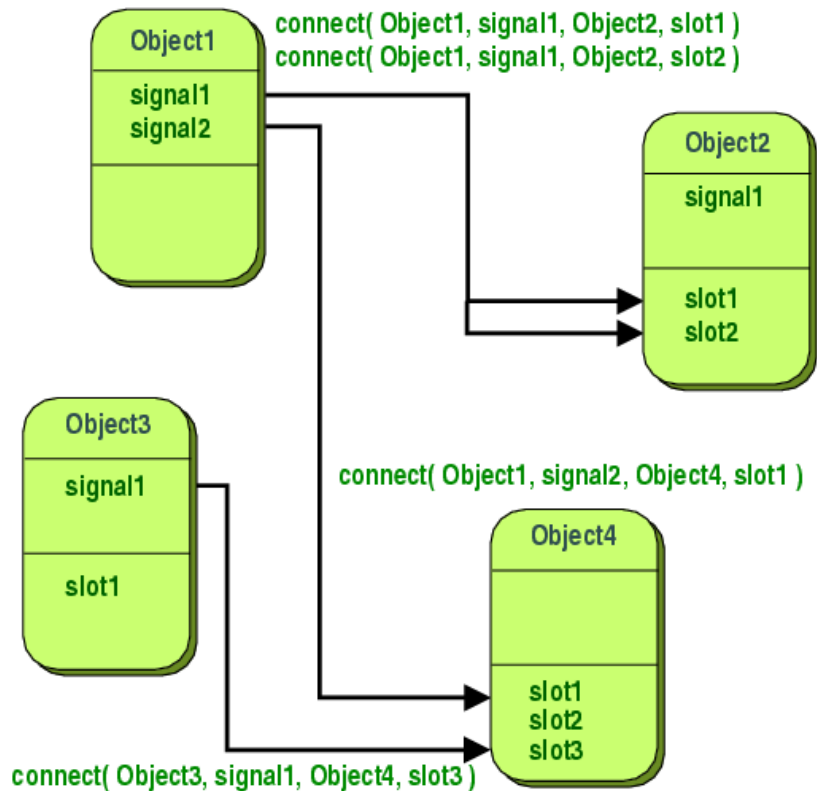 Object1
connect( Object1, signal1, Object2, slot1 )
connect( Object1, signal1, Object2, slot2 )
signal1
signal2
Object2
signal1
slot1
slot2
Object3
signal1
slot1
connect( Object1, signal2, Object4, slot1 )
Object4
slot1
slot2
slot3
connect( Object3, signal1, Object4, slot3 )